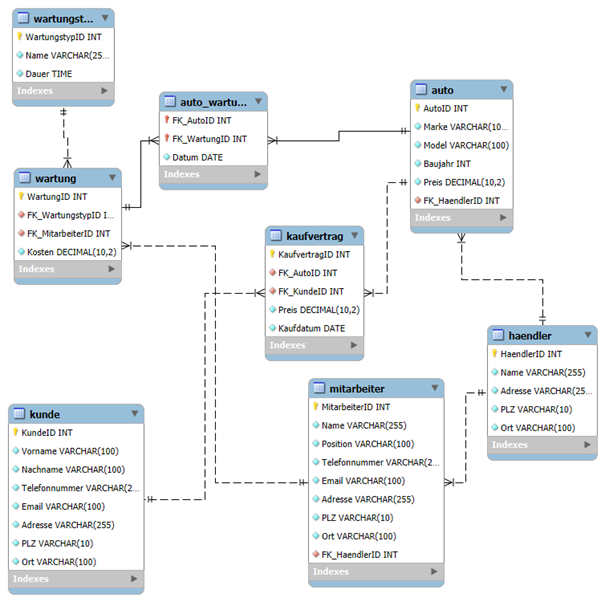 wartungst...
WartungstypID INT
Name VARCHAR(25...
Dauer TIME
Indexes
auto_wartu...
FK_AutoID INT
FK_WartungID INT
Datum DATE
Indexes
auto
AutoID INT
Marke VARCHAR(10...
Model VARCHAR(100)
Baujahr INT
Preis DECIMAL(10,2)
FK_HaendlerID INT
Indexes
wartung
WartungID INT
FK_WartungstypID I...
FK_MitarbeiterID INT
Kosten DECIMAL(10,2)
Indexes
kaufvertrag
KaufvertragID INT
FK_AutoID INT
FK_KundeID INT
Preis DECIMAL(10,2)
Kaufdatum DATE
Indexes
haendler
HaendlerID INT
Name VARCHAR(255)
Adresse VARCHAR(25...
PLZ VARCHAR(10)
Ort VARCHAR(100)
Indexes
kunde
KundeID INT
Vorname VARCHAR(100)
Nachname VARCHAR(100)
Telefonnummer VARCHAR(2...
Email VARCHAR(100)
Adresse VARCHAR(255)
PLZ VARCHAR(10)
Ort VARCHAR(100)
Indexes
mitarbeiter
MitarbeiterID INT
Name VARCHAR(255)
Position VARCHAR(100)
Telefonnummer VARCHAR(2...
Email VARCHAR(100)
Adresse VARCHAR(255)
PLZ VARCHAR(10)
Ort VARCHAR(100)
FK_HaendlerID INT
Indexes